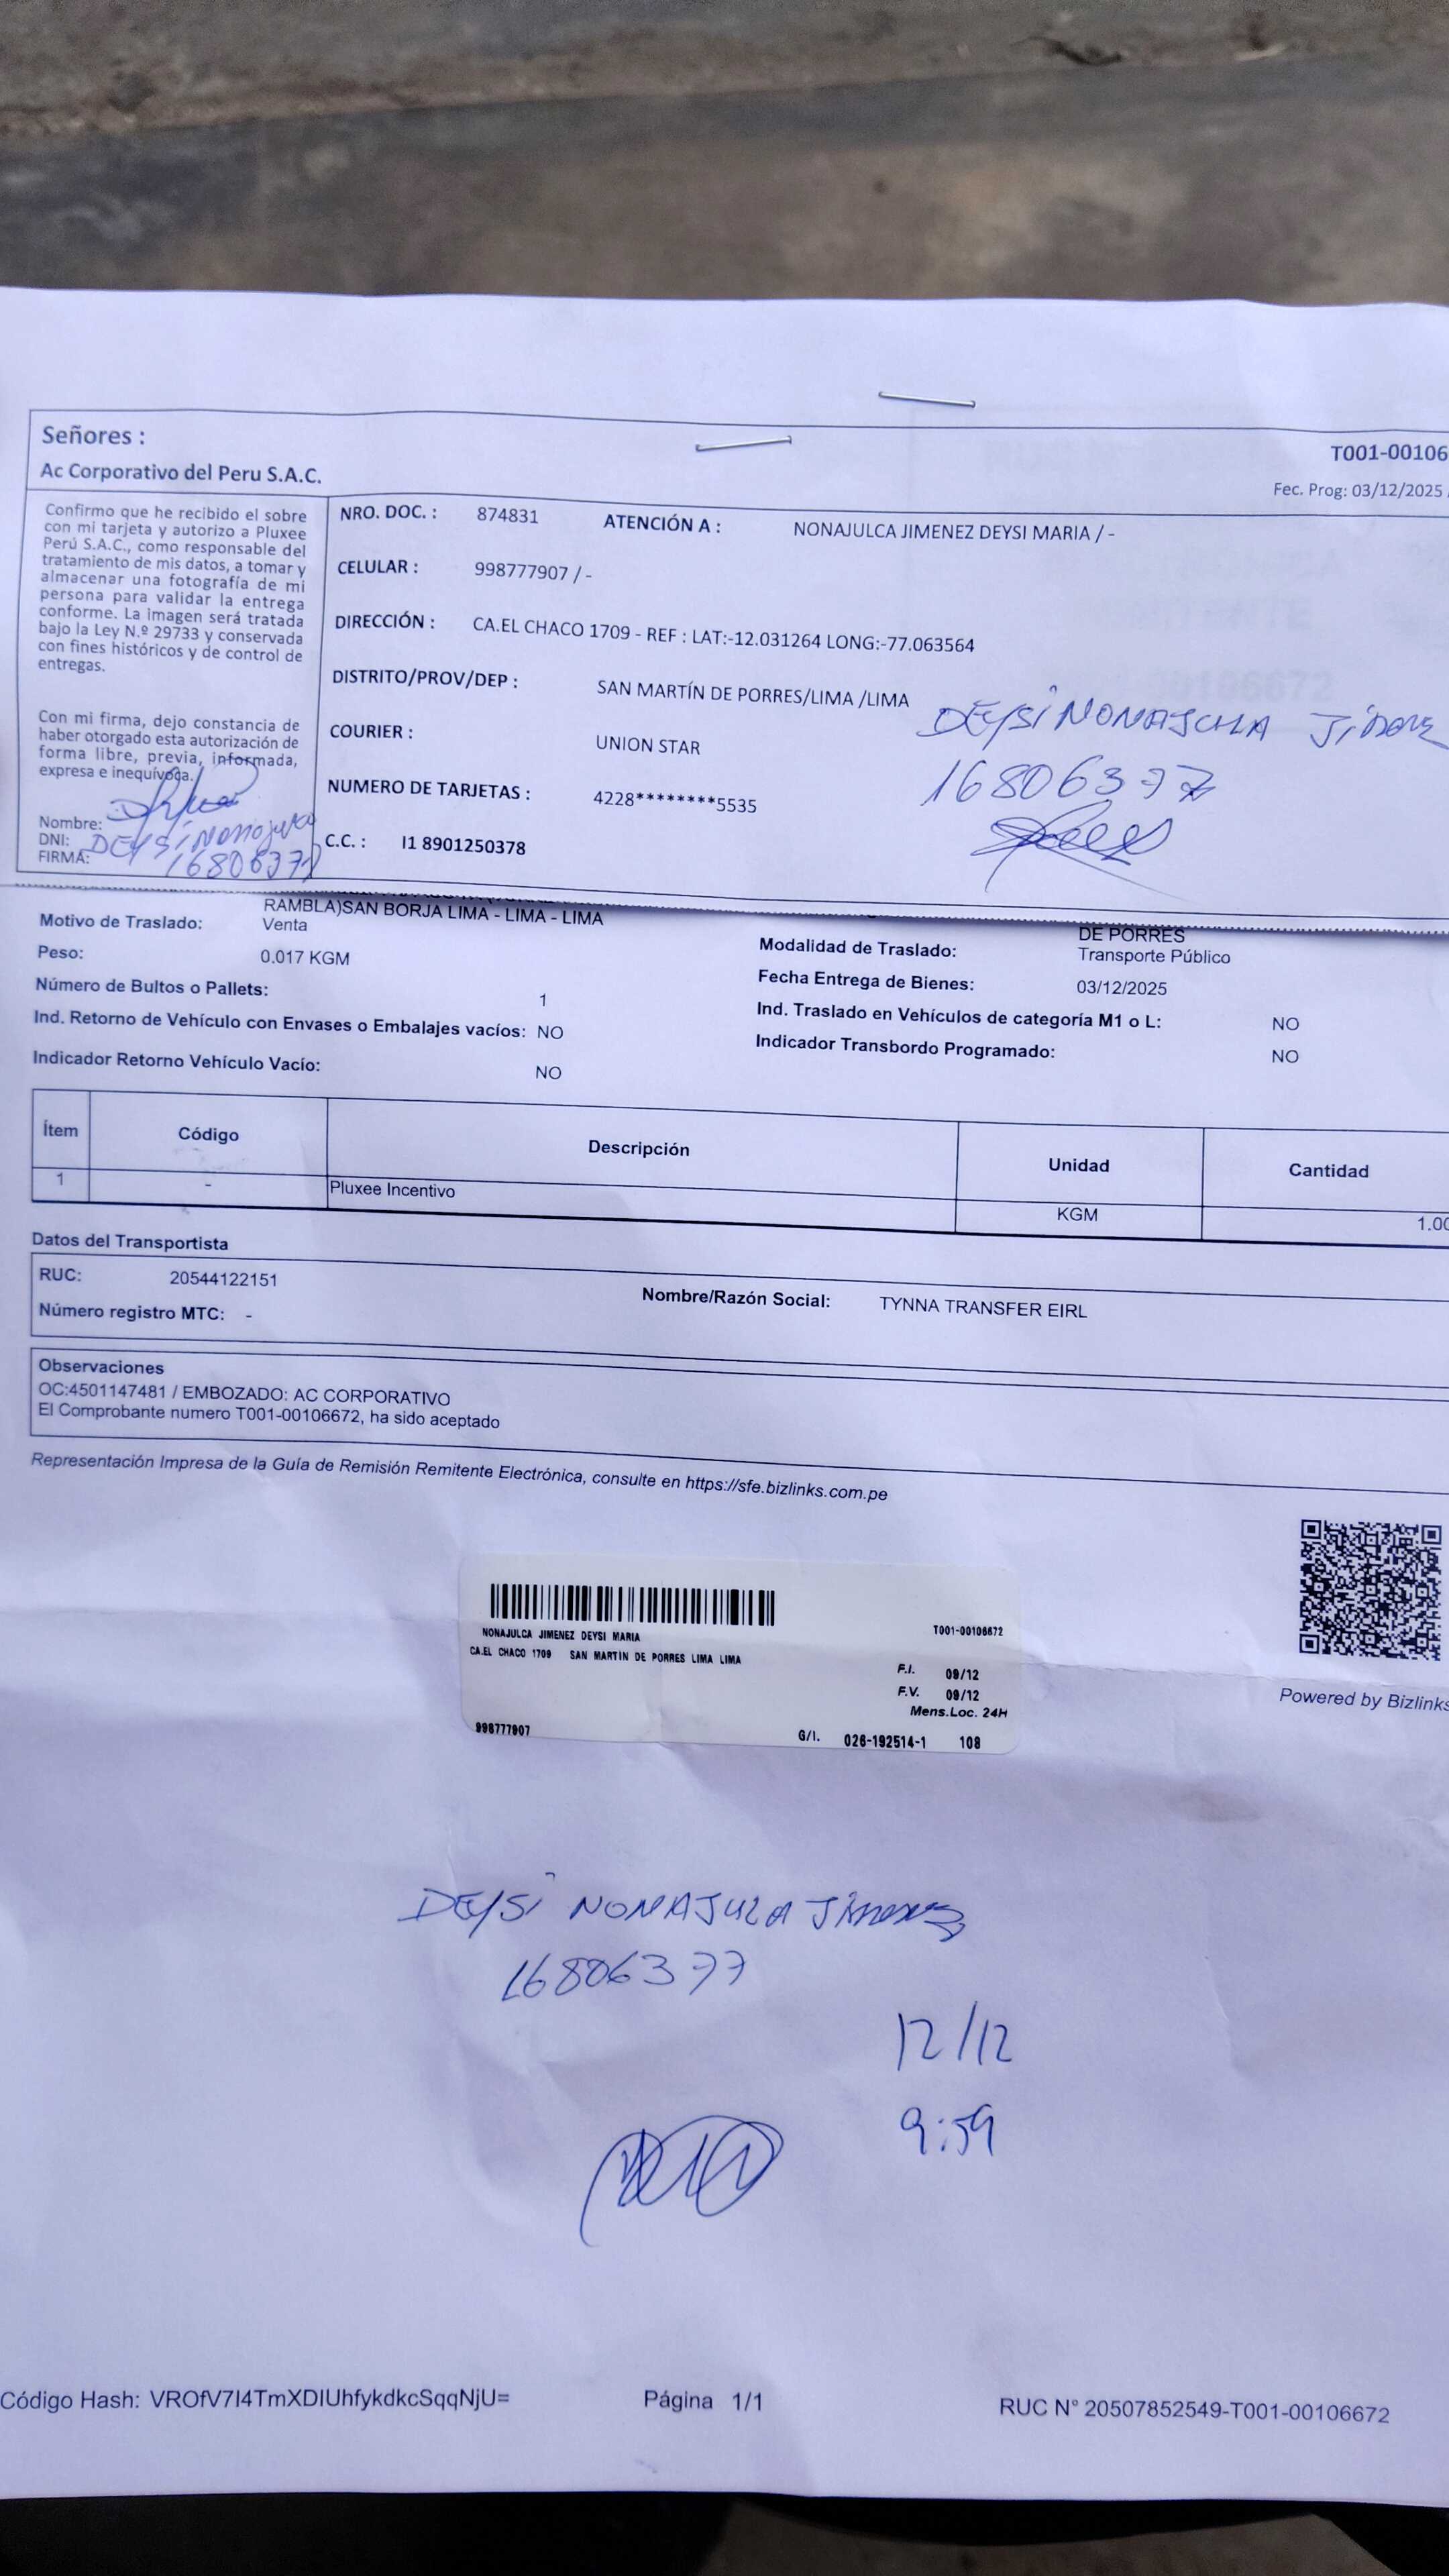 Señores :
Ac Corporativo del Peru S.A.C.
T001-00106
Fec. Prog: 03/12/2025
Confirmo que he recibido el sobre
con mi tarjeta y autorizo a Pluxee
Perú S.A.C., como responsable del
tratamiento de mis datos, a tomar y
almacenar una fotografía de mi
persona para validar la entrega
conforme. La imagen será tratada
bajo la Ley N.º 29733 y conservada
con fines históricos y de control de
entregas.
Con mi firma, dejo constancia de
haber otorgado esta autorización de
forma libre, previa, informada,
expresa e inequívoca.
Nombre:
DNI: DEYSi Nonajulca
FIRMA: 16806377
NRO. DOC. : 874831 ATENCIÓN A : NONAJULCA JIMENEZ DEYSI MARIA / -
CELULAR : 998777907 / -
DIRECCIÓN : CA.EL CHACO 1709 - REF : LAT:-12.031264 LONG:-77.063564
DISTRITO/PROV/DEP : SAN MARTÍN DE PORRES/LIMA /LIMA
COURIER : UNION STAR
NUMERO DE TARJETAS : 4228********5535
C.C. : I1 8901250378
DEYSi NONAJULCA
16806377
RAMBLA)SAN BORJA LIMA - LIMA - LIMA
DE PORRES
Motivo de Traslado: Venta
Modalidad de Traslado: Transporte Público
Peso: 0.017 KGM
Fecha Entrega de Bienes: 03/12/2025
Número de Bultos o Pallets: 1
Ind. Traslado en Vehículos de categoría M1 o L: NO
Ind. Retorno de Vehículo con Envases o Embalajes vacíos: NO
Indicador Transbordo Programado: NO
Indicador Retorno Vehículo Vacío: NO
Ítem Código Descripción Unidad Cantidad
1 - Pluxee Incentivo KGM 1.00
Datos del Transportista
RUC: 20544122151 Nombre/Razón Social: TYNNA TRANSFER EIRL
Número registro MTC: -
Observaciones
OC:4501147481 / EMBOZADO: AC CORPORATIVO
El Comprobante numero T001-00106672, ha sido aceptado
Representación Impresa de la Guía de Remisión Remitente Electrónica, consulte en https://sfe.bizlinks.com.pe
NONAJULCA JIMENEZ DEYSI MARIA T001-00106672
CA.EL CHACO 1709 SAN MARTIN DE PORRES LIMA LIMA
F.I. 09/12
F.V. 09/12
Mens.Loc. 24H
998777907 G/I. 026-192514-1 108
Powered by Bizlinks
DEYSi NONAJULCA Jimenez
16806377
12/12
9:59
Código Hash: VROfV7I4TmXDIUhfykdkcSqqNjU= Página 1/1 RUC N° 20507852549-T001-00106672